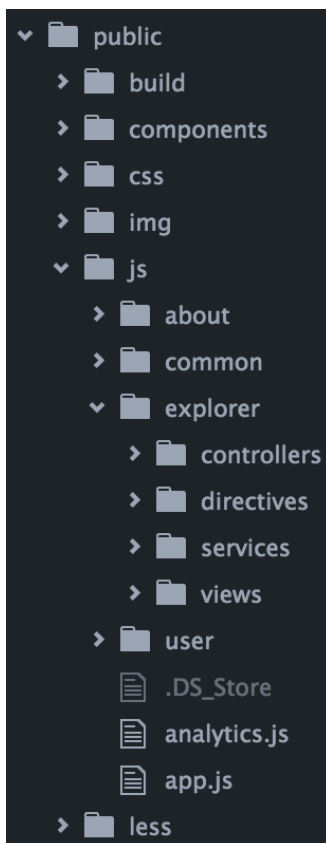 public
build
components
css
img
js
about
common
explorer
controllers
directives
services
views
user
.DS_Store
analytics.js
app.js
less